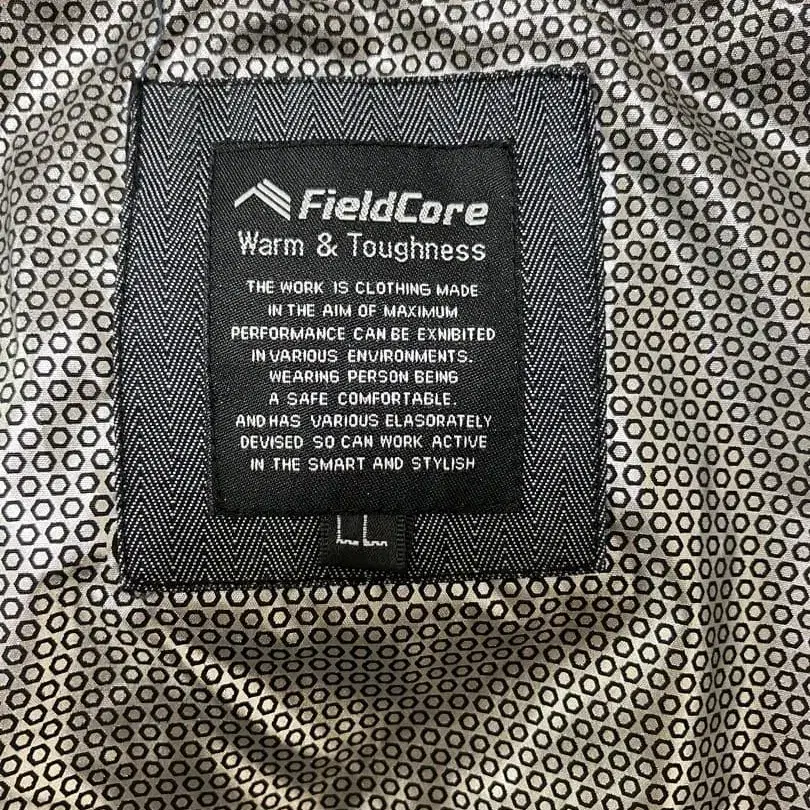 FieldCore
Warm & Toughness
THE WORK IS CLOTHING MADE
IN THE AIM OF MAXIMUM
PERFORMANCE CAN BE EXNIBITED
IN VARIOUS ENVIRONMENTS.
WEARING PERSON BEING
A SAFE COMFORTABLE.
AND HAS VARIOUS ELASORATELY
DEVISED SO CAN WORK ACTIVE
IN THE SMART AND STYLISH
LL